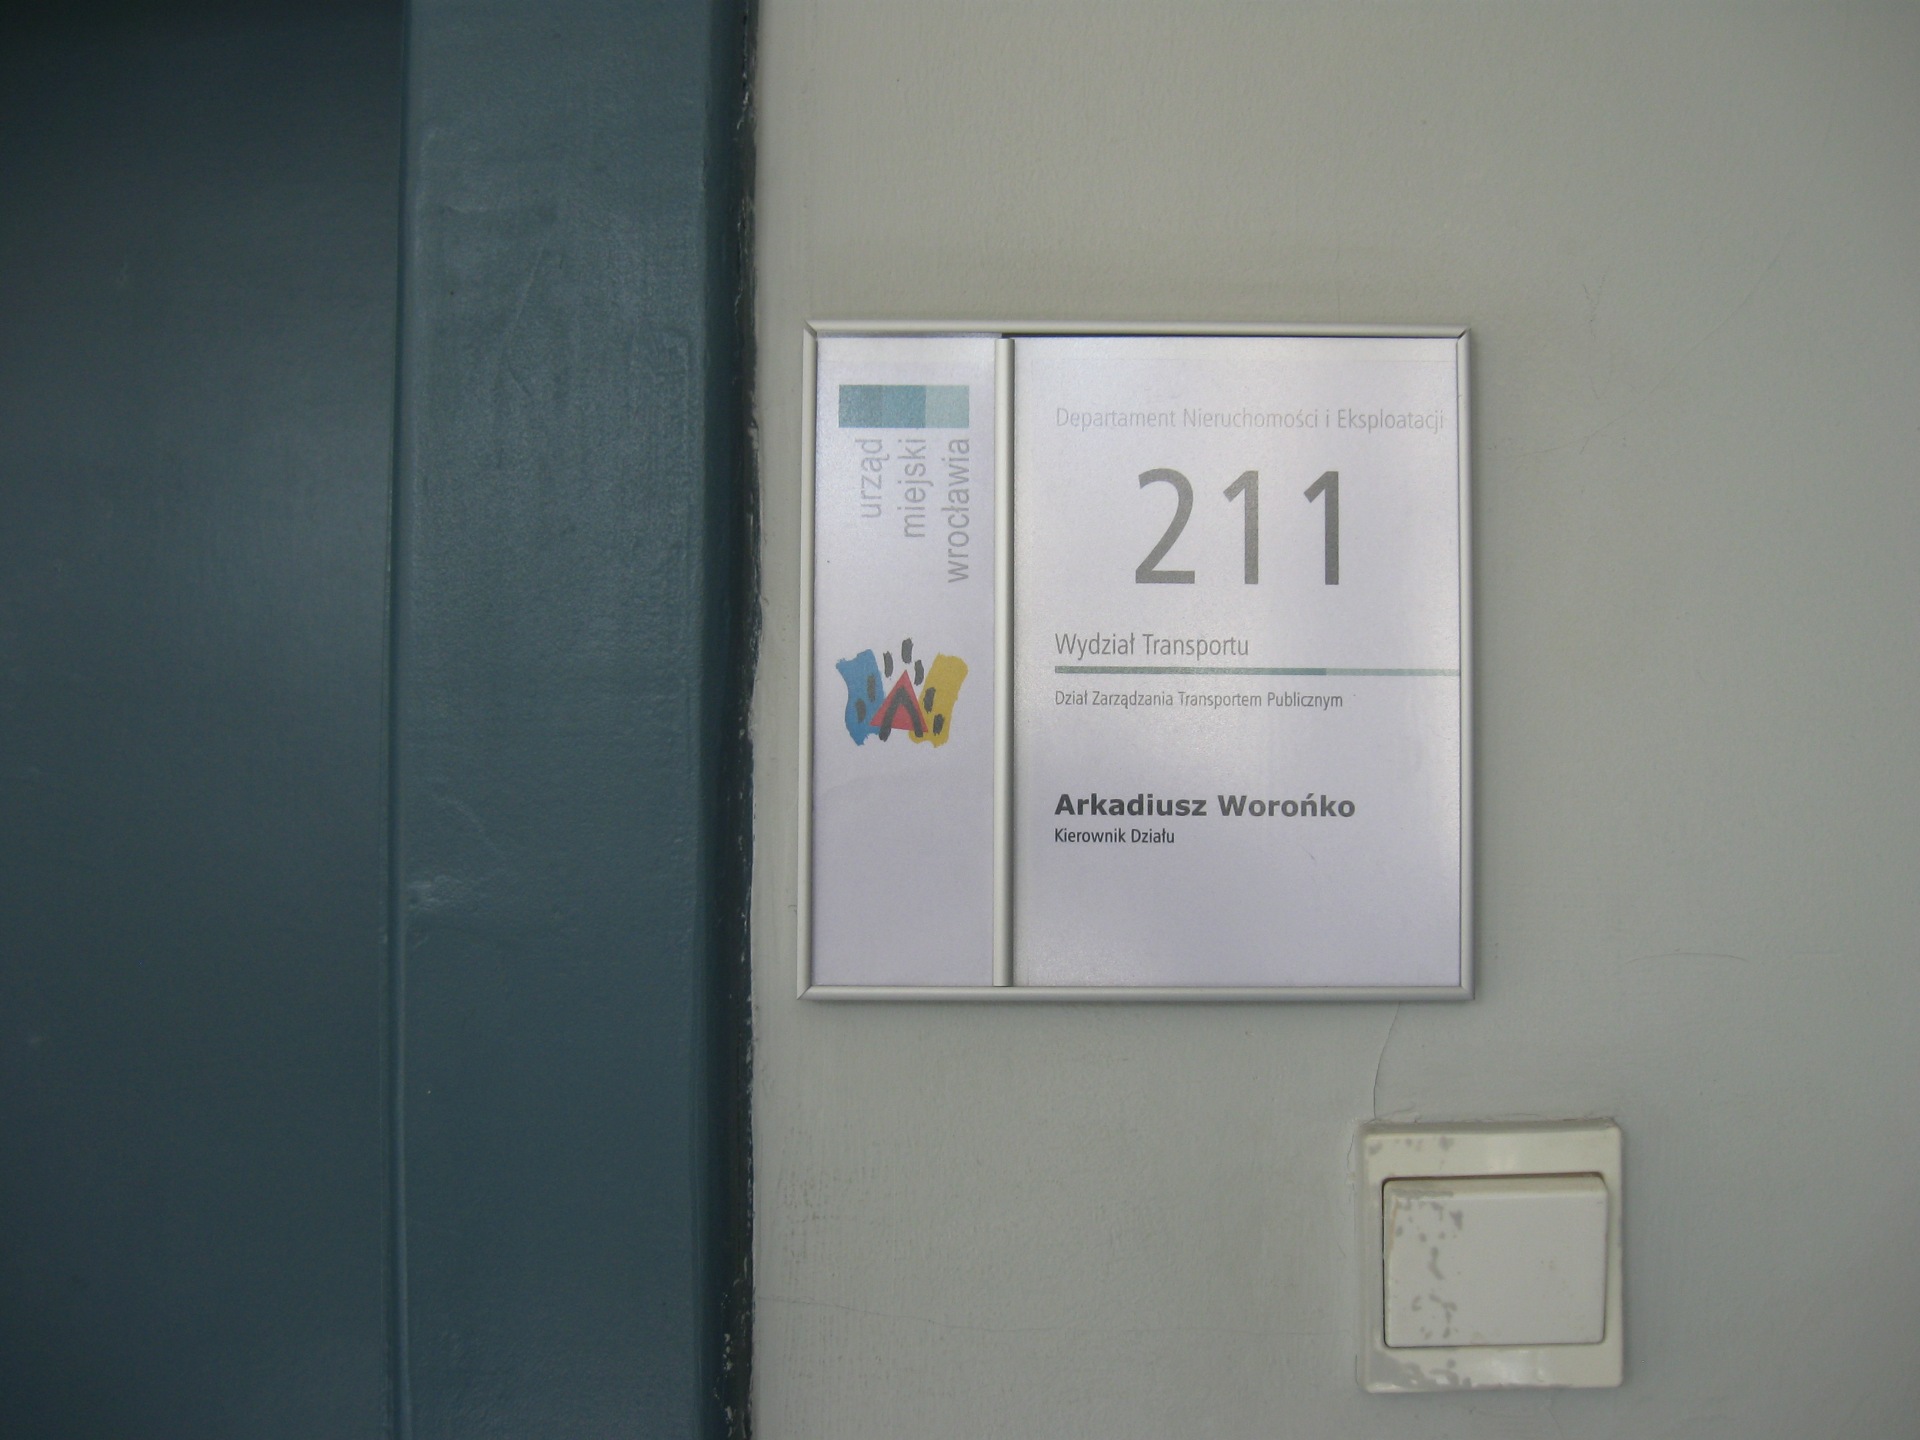 urząd
miejski
wrocławia
Departament Nieruchomości i Eksploatacji
211
Wydział Transportu
Dział Zarządzania Transportem Publicznym
Arkadiusz Worońko
Kierownik Działu